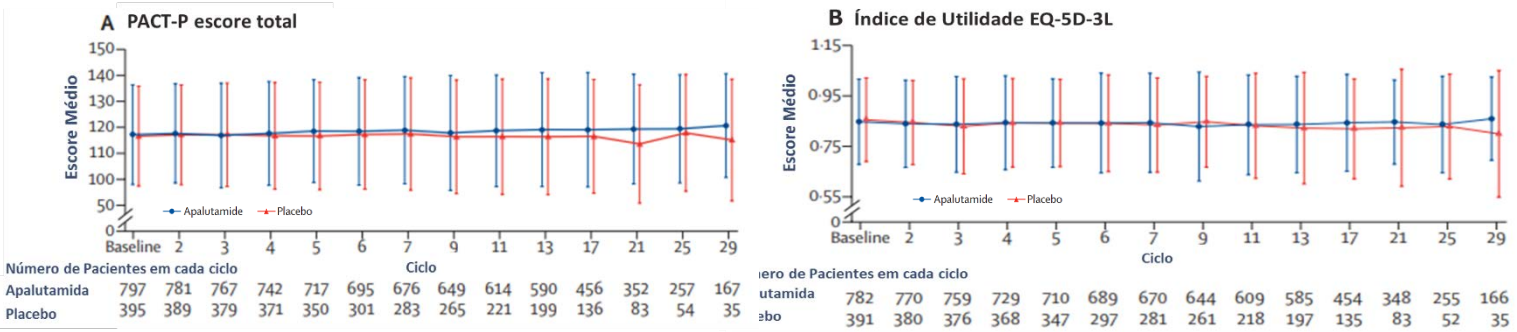 A PACT-P escore total
150
140
130
120
110
100
50
0
Escore Médio
Apalutamide Placebo
Baseline 2 3 4 5 6 7 9 11 13 17 21 25 29
Ciclo
Número de Pacientes em cada ciclo
Apalutamida 797 781 767 742 717 695 676 649 614 590 456 352 257 167
Placebo 395 389 379 371 350 301 283 265 221 199 136 83 54 35
B Índice de Utilidade EQ-5D-3L
1·15
0·95
0·75
0·55
0
Escore Médio
Apalutamide Placebo
Baseline 2 3 4 5 6 7 9 11 13 17 21 25 29
Ciclo
nero de Pacientes em cada ciclo
utamida 782 770 759 729 710 689 670 644 609 585 454 348 255 166
ebo 391 380 376 368 347 297 281 261 218 197 135 83 52 35